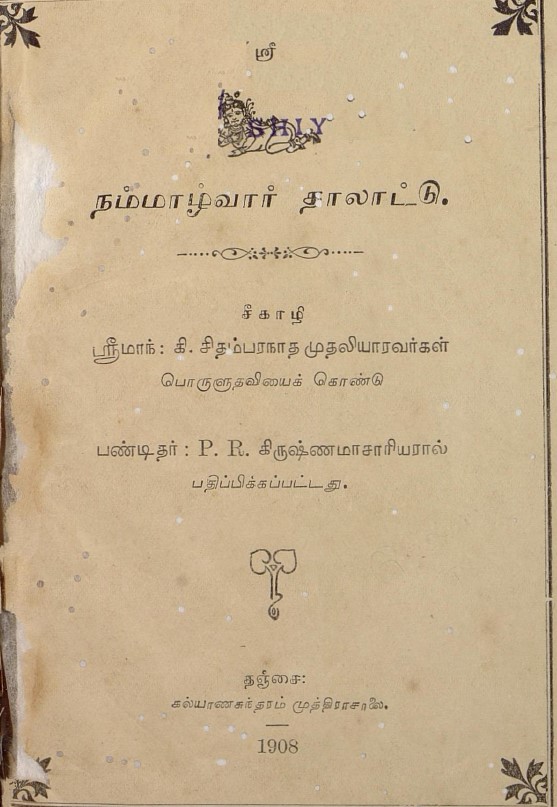 ஸ்ரீ
SHLY
நம்மாழ்வார் தாலாட்டு.
சீகாழி
ஸ்ரீமாந்: கி. சிதம்பரநாத முதலியாரவர்கள்
பொருளுதவியைக் கொண்டு
பண்டிதர்: P. R. கிருஷ்ணமாசாரியரால்
பதிப்பிக்கப்பட்டது.
தஞ்சை:
கல்யாணசுந்தரம் முத்திராசாலை.
1908